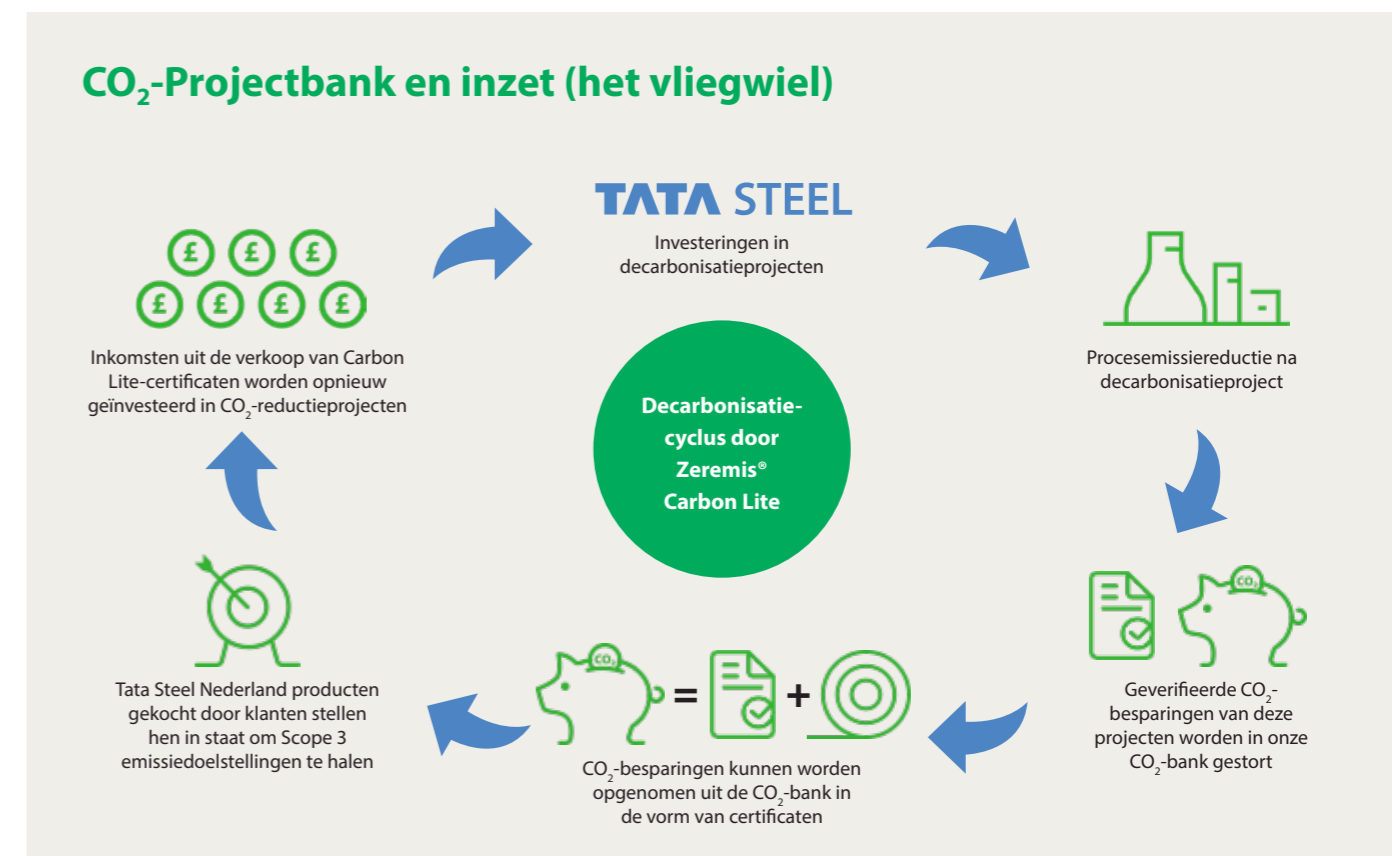 CO₂-Projectbank en inzet (het vliegwiel)
TATA STEEL
Investeringen in
decarbonisatieprojecten
Procesemissiereductie na
decarbonisatieproject
CO₂
Geverifieerde CO₂-
besparingen van deze
projecten worden in onze
CO₂-bank gestort
CO₂ = +
CO₂-besparingen kunnen worden
opgenomen uit de CO₂-bank in
de vorm van certificaten
Tata Steel Nederland producten
gekocht door klanten stellen
hen in staat om Scope 3
emissiedoelstellingen te halen
£ £ £
£ £ £ £
Inkomsten uit de verkoop van Carbon
Lite-certificaten worden opnieuw
geïnvesteerd in CO₂-reductieprojecten
Decarbonisatie-
cyclus door
Zeremis®
Carbon Lite